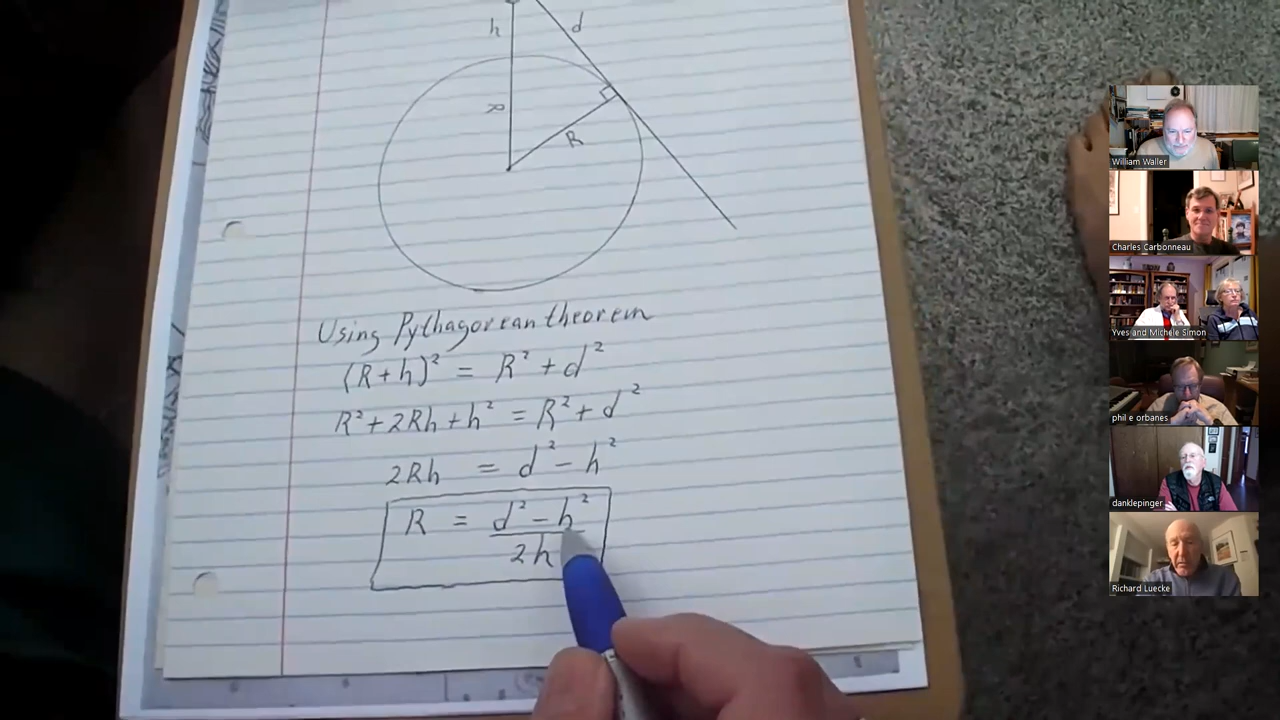 h
d
R
R
Using Pythagorean theorem
(R+h)² = R² + d²
R² + 2Rh + h² = R² + d²
2Rh = d² - h²
R = d² - h² / 2h
William Waller
Charles Carbonneau
Yves and Michele Simon
phil e orbanes
danklepinger
Richard Luecke